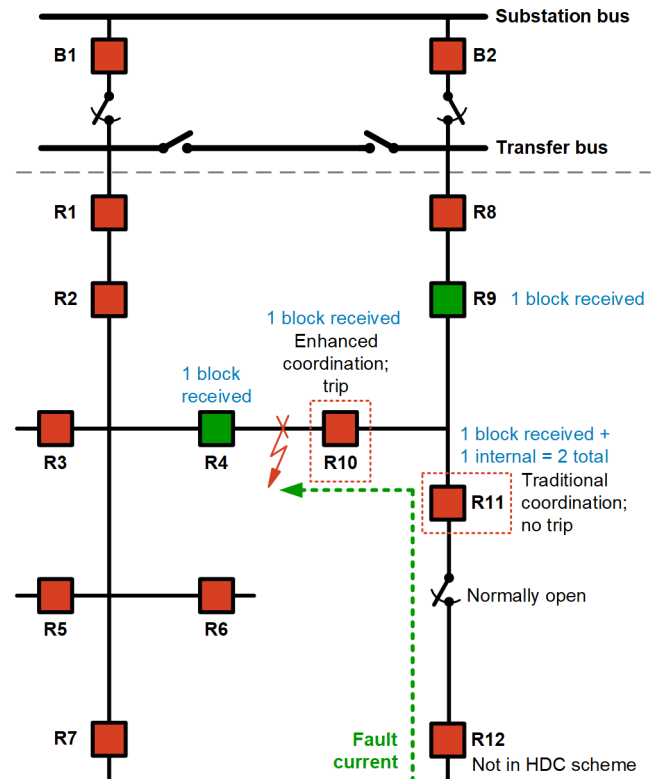 Substation bus
B1
B2
Transfer bus
R1
R8
R2
R9
1 block received
1 block received
Enhanced
coordination;
trip
1 block
received
R3
R4
R10
1 block received +
1 internal = 2 total
R11
Traditional
coordination;
no trip
Normally open
R5
R6
R7
Fault
current
R12
Not in HDC scheme